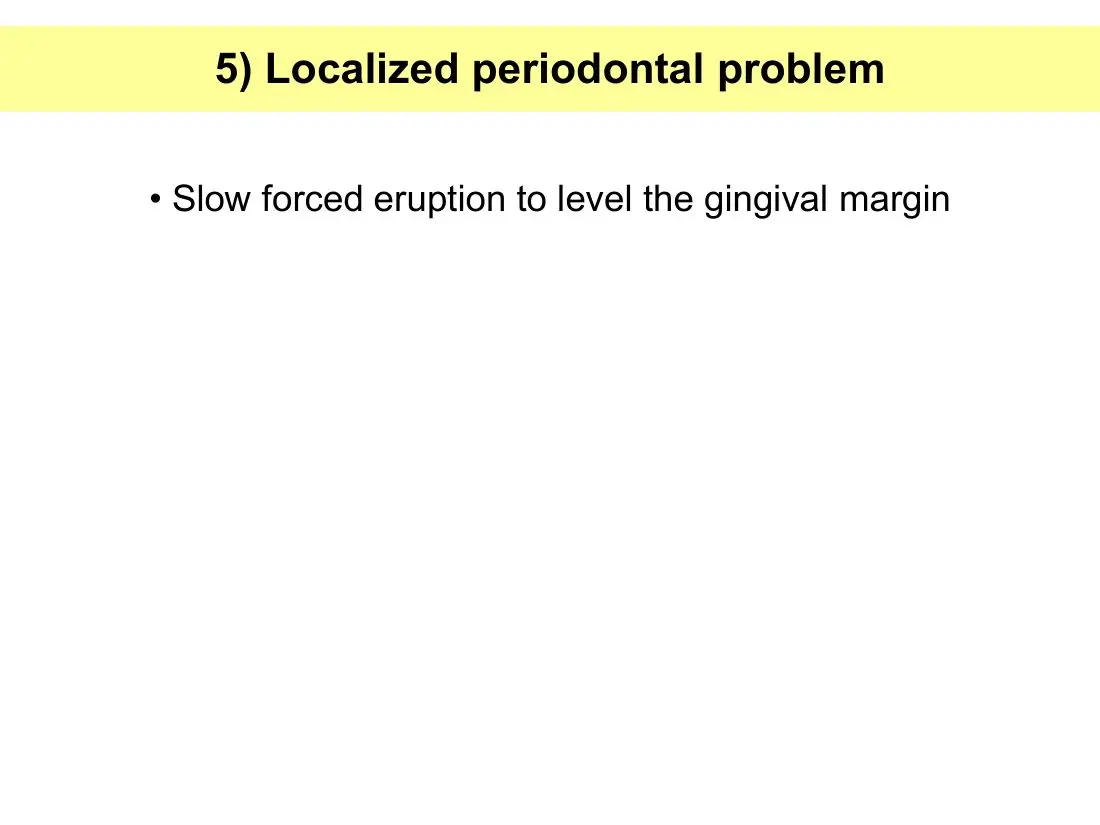 5) Localized periodontal problem
• Slow forced eruption to level the gingival margin